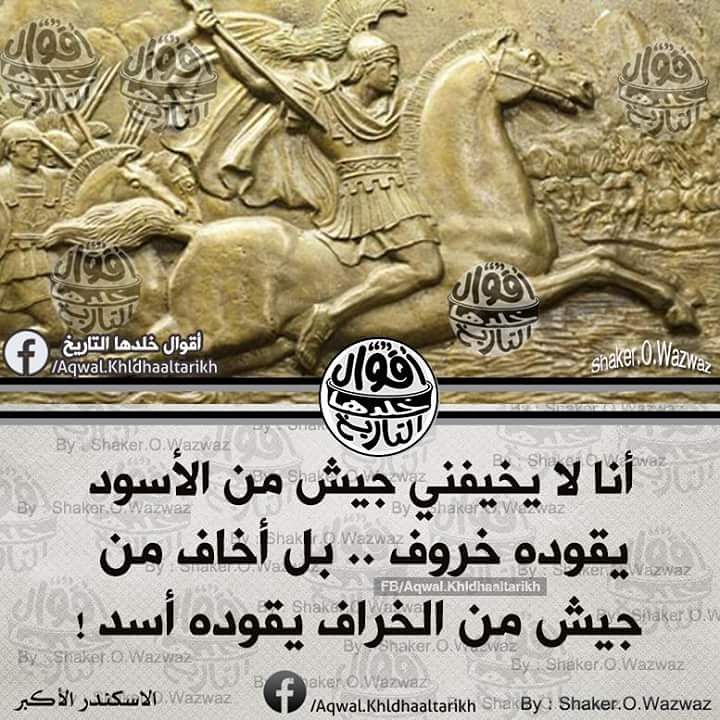 أقوال خلدها التاريخ
/Aqwal.Khldhaaltarikh
shaker.O.Wazwaz
أقوال
خلدها
التاريخ
أنا لا يخيفني جيش من الأسود
يقوده خروف .. بل أخاف من
FB/Aqwal.Khldhaaltarikh
جيش من الخراف يقوده أسد !
الاسكندر الأكبر
/Aqwal.Khldhaaltarikh
By : Shaker.O.Wazwaz